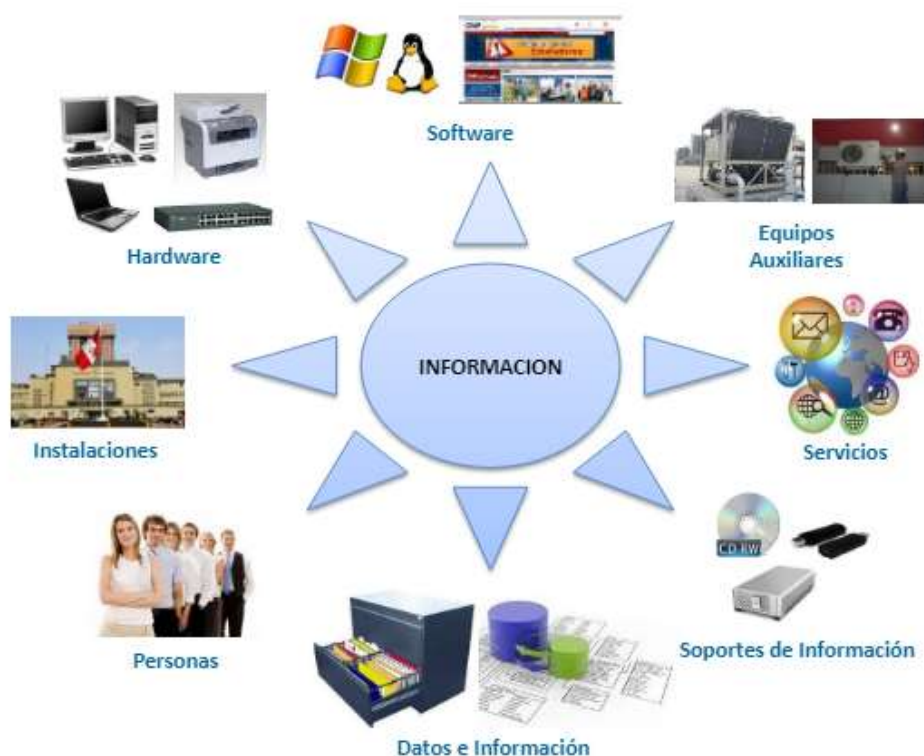 Software
Hardware
Equipos
Auxiliares
INFORMACION
Instalaciones
Servicios
CD RW
Personas
Soportes de Información
Datos e Información